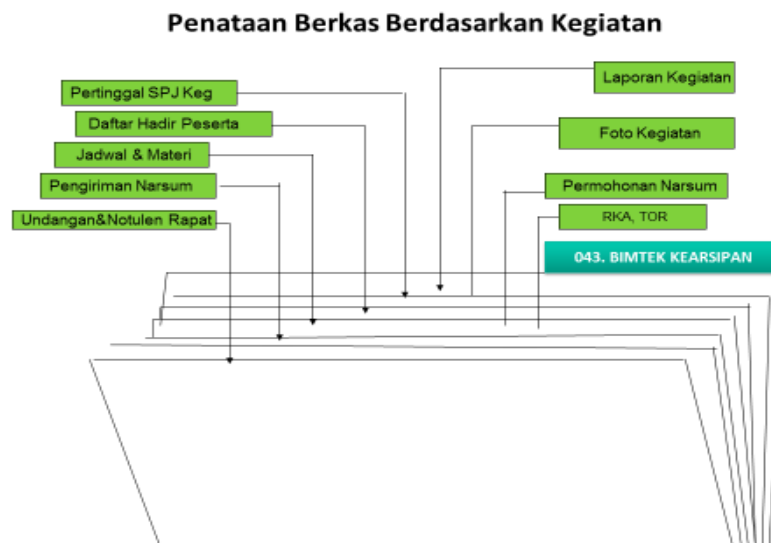 Penataan Berkas Berdasarkan Kegiatan
Pertinggal SPJ Keg
Daftar Hadir Peserta
Jadwal & Materi
Pengiriman Narsum
Undangan&Notulen Rapat
Laporan Kegiatan
Foto Kegiatan
Permohonan Narsum
RKA, TOR
043. BIMTEK KEARSIPAN